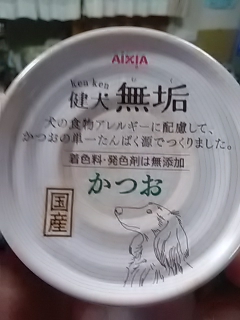 AIXIA
ken ken
健犬 無垢
犬の食物アレルギーに配慮して、
かつおの単一たんぱく源でつくりました。
着色料・発色剤は無添加
かつお
国産